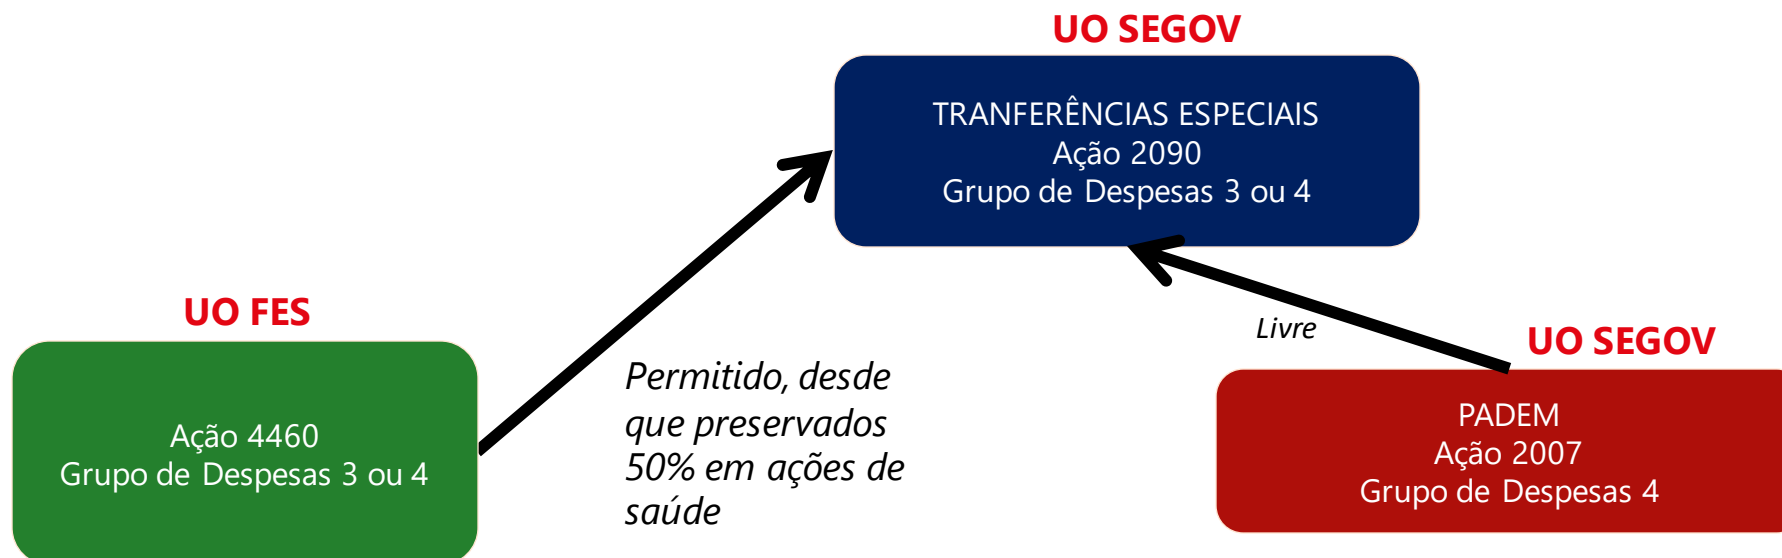 UO SEGOV
TRANFERÊNCIAS ESPECIAIS
Ação 2090
Grupo de Despesas 3 ou 4
UO FES
Ação 4460
Grupo de Despesas 3 ou 4
Permitido, desde
que preservados
50% em ações de
saúde
Livre
UO SEGOV
PADEM
Ação 2007
Grupo de Despesas 4